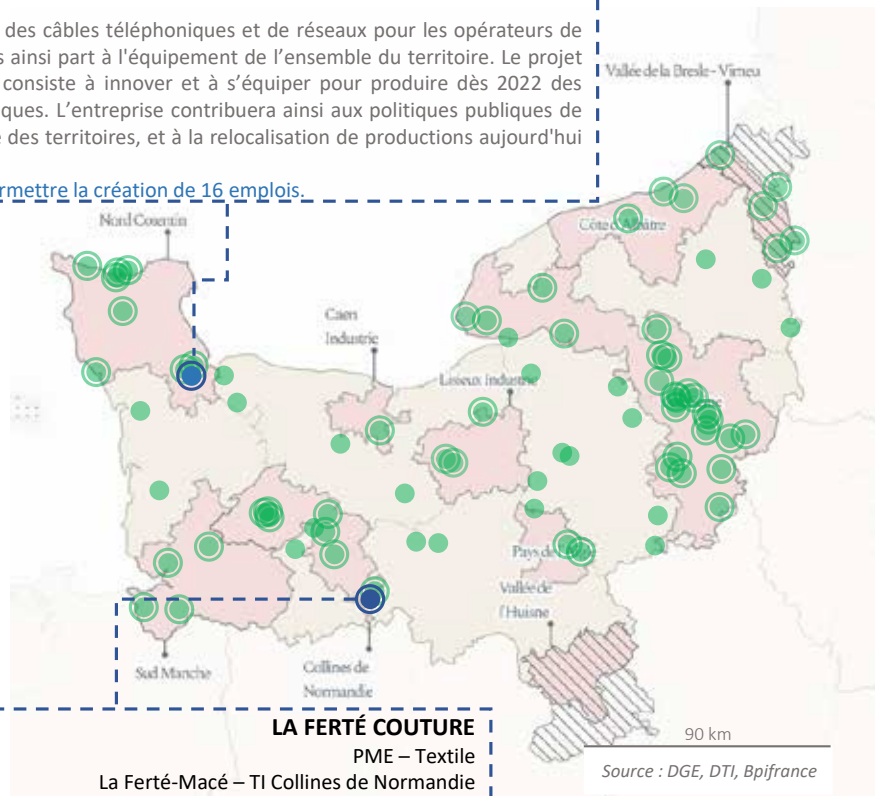 des câbles téléphoniques et de réseaux pour les opérateurs de
s ainsi part à l'équipement de l’ensemble du territoire. Le projet
consiste à innover et à s’équiper pour produire dès 2022 des
iques. L’entreprise contribuera ainsi aux politiques publiques de
é des territoires, et à la relocalisation de productions aujourd'hui
rmettre la création de 16 emplois.
Vallée de la Bresle - Vimeu
Nord Cotentin
Côte d'Albâtre
Caen
Industrie
Lisieux Industrie
Pays de
Vallée de
l'Huisne
Sud Manche
Collines de
Normandie
LA FERTÉ COUTURE
PME – Textile
La Ferté-Macé – TI Collines de Normandie
90 km
Source : DGE, DTI, Bpifrance